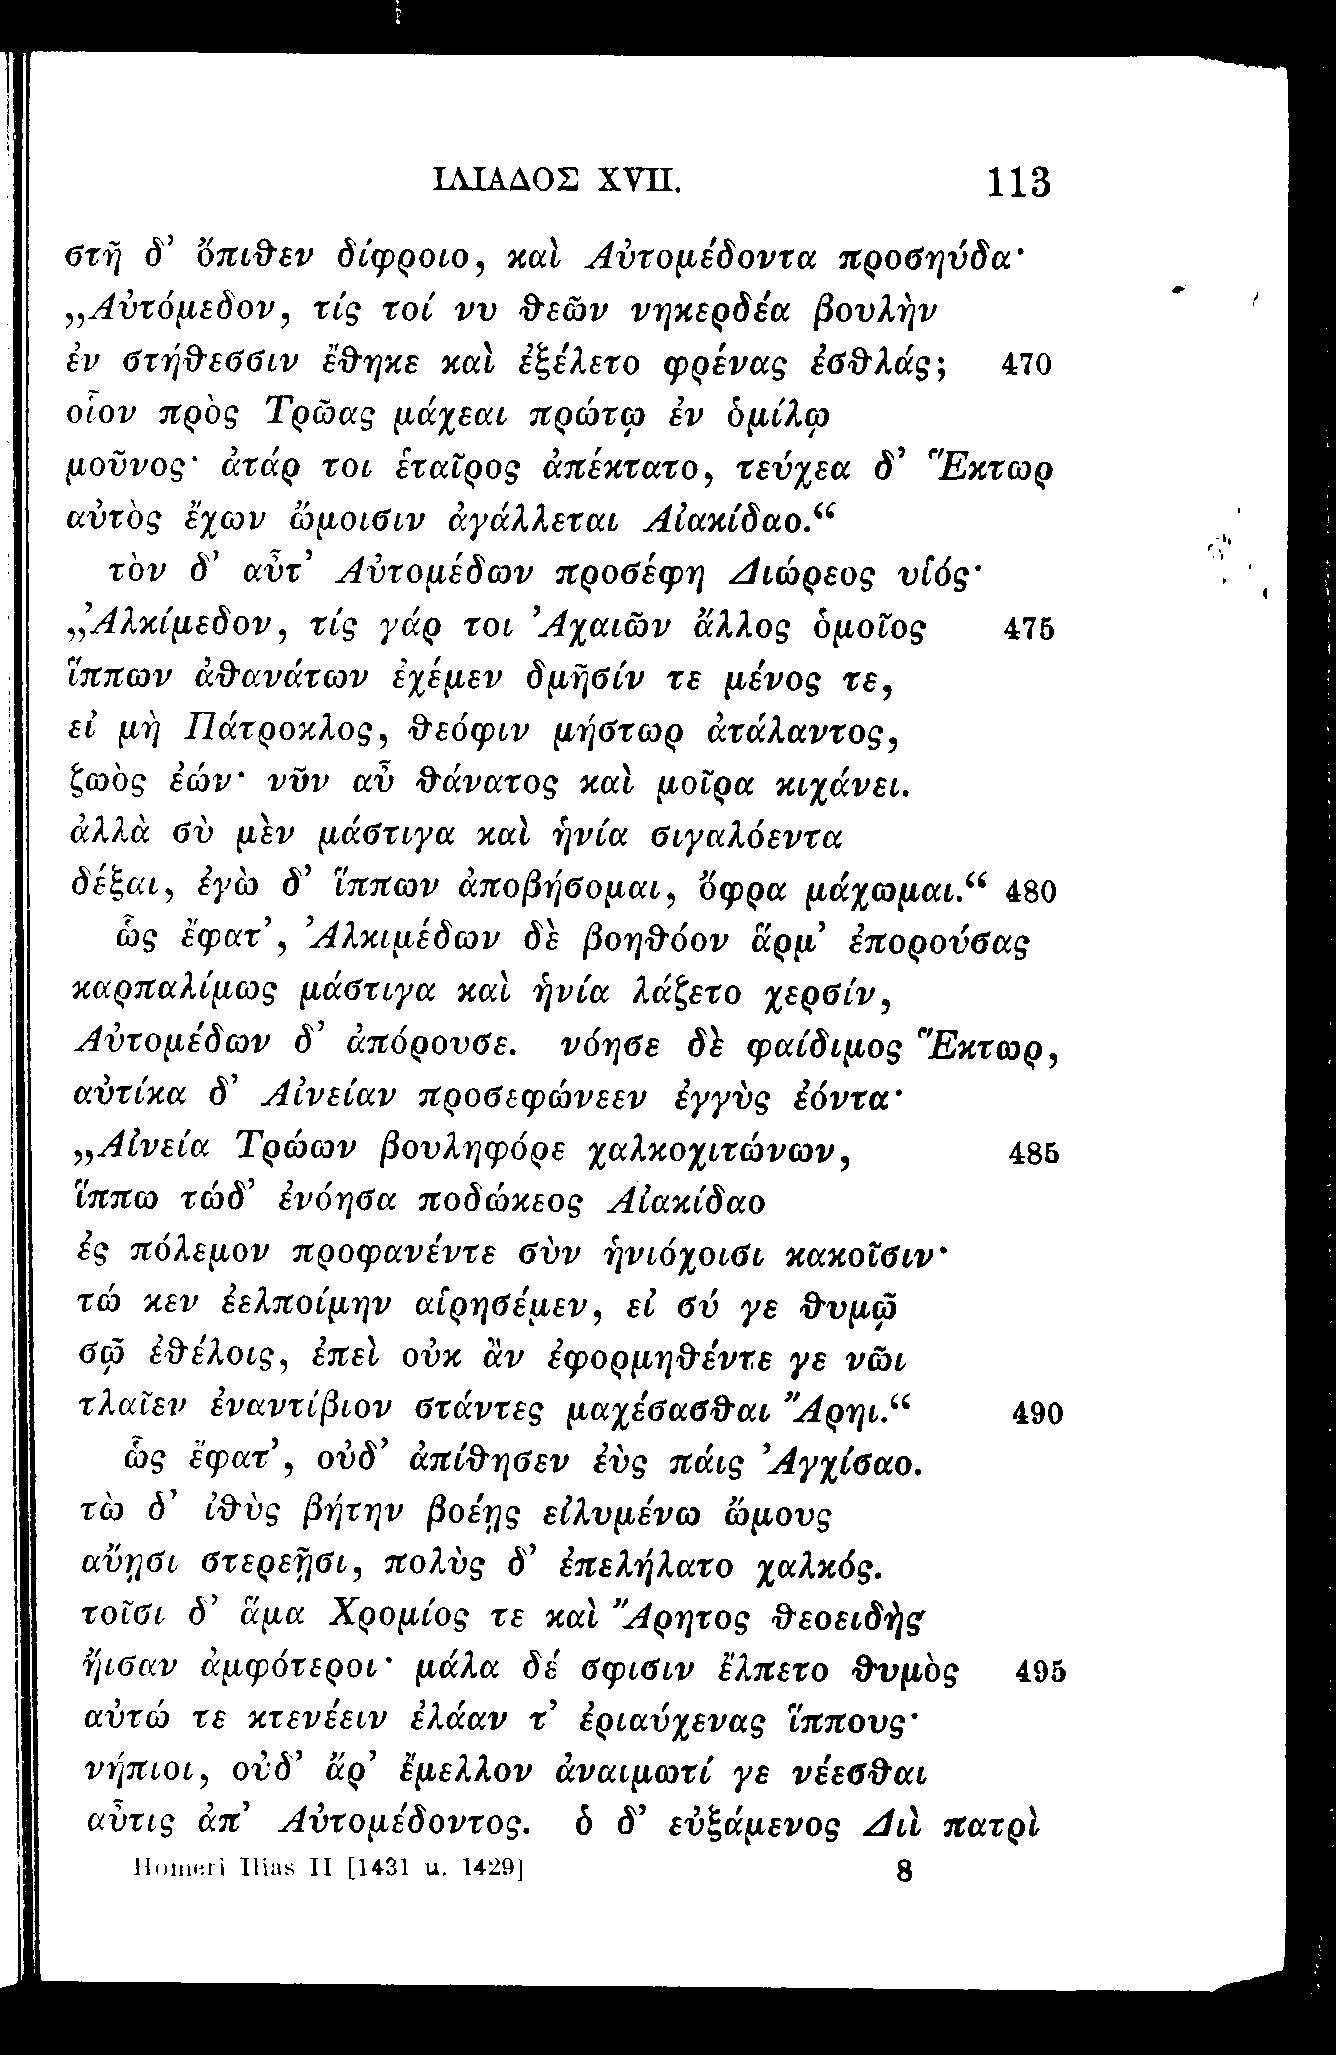 ΙΛΙΑΔΟΣ XVII. 113
στῆ δ’ ὄπιθεν δίφροιο, καὶ Αὐτομέδοντα προσηύδα·
„Αὐτόμεδον, τίς τοί νυ θεῶν νηκερδέα βουλὴν
ἐν στήθεσσιν ἔθηκε καὶ ἐξέλετο φρένας ἐσθλάς; 470
οἷον πρὸς Τρῶας μάχεαι πρώτῳ ἐν ὁμίλῳ
μοῦνος· ἀτάρ τοι ἑταῖρος ἀπέκτατο, τεύχεα δ’ Ἕκτωρ
αὐτὸς ἔχων ὤμοισιν ἀγάλλεται Αἰακίδαο.“
τὸν δ’ αὖτ’ Αὐτομέδων προσέφη Διώρεος υἱός·
„Ἀλκίμεδον, τίς γάρ τοι Ἀχαιῶν ἄλλος ὁμοῖος 475
ἵππων ἀθανάτων ἐχέμεν δμῆσίν τε μένος τε,
εἰ μὴ Πάτροκλος, θεόφιν μήστωρ ἀτάλαντος,
ζωὸς ἐών· νῦν αὖ θάνατος καὶ μοῖρα κιχάνει.
ἀλλὰ σὺ μὲν μάστιγα καὶ ἡνία σιγαλόεντα
δέξαι, ἐγὼ δ’ ἵππων ἀποβήσομαι, ὄφρα μάχωμαι.“ 480
ὣς ἔφατ’, Ἀλκιμέδων δὲ βοηθόον ἅρμ’ ἐπορούσας
καρπαλίμως μάστιγα καὶ ἡνία λάζετο χερσίν,
Αὐτομέδων δ’ ἀπόρουσε. νόησε δὲ φαίδιμος Ἕκτωρ,
αὐτίκα δ’ Αἰνείαν προσεφώνεεν ἐγγὺς ἐόντα·
„Αἰνεία Τρώων βουληφόρε χαλκοχιτώνων, 485
ἵππω τώδ’ ἐνόησα ποδώκεος Αἰακίδαο
ἐς πόλεμον προφανέντε σὺν ἡνιόχοισι κακοῖσιν·
τώ κεν ἐελποίμην αἱρησέμεν, εἰ σύ γε θυμῷ
σῷ ἐθέλοις, ἐπεὶ οὐκ ἂν ἐφορμηθέντε γε νῶι
τλαῖεν ἐναντίβιον στάντες μαχέσασθαι Ἄρηι.“ 490
ὣς ἔφατ’, οὐδ’ ἀπίθησεν ἐὺς πάις Ἀγχίσαο.
τὼ δ’ ἰθὺς βήτην βοέῃς εἰλυμένω ὤμους
αὔῃσι στερεῇσι, πολὺς δ’ ἐπελήλατο χαλκός.
τοῖσι δ’ ἅμα Χρομίος τε καὶ Ἄρητος θεοειδὴς
ἤισαν ἀμφότεροι· μάλα δέ σφισιν ἔλπετο θυμὸς 495
αὐτώ τε κτενέειν ἐλάαν τ’ ἐριαύχενας ἵππους·
νήπιοι, οὐδ’ ἄρ’ ἔμελλον ἀναιμωτί γε νέεσθαι
αὖτις ἀπ’ Αὐτομέδοντος. ὁ δ’ εὐξάμενος Διὶ πατρὶ
Homeri Ilias II [1431 u. 1429] 8